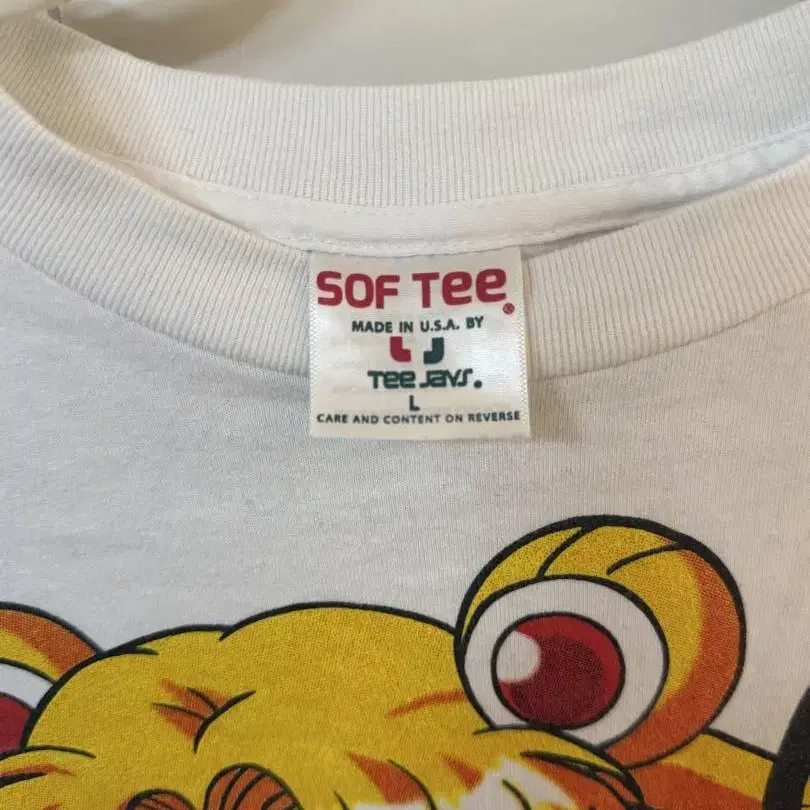 SOF TEE®
MADE IN U.S.A. BY
TEE JAYS.
L
CARE AND CONTENT ON REVERSE